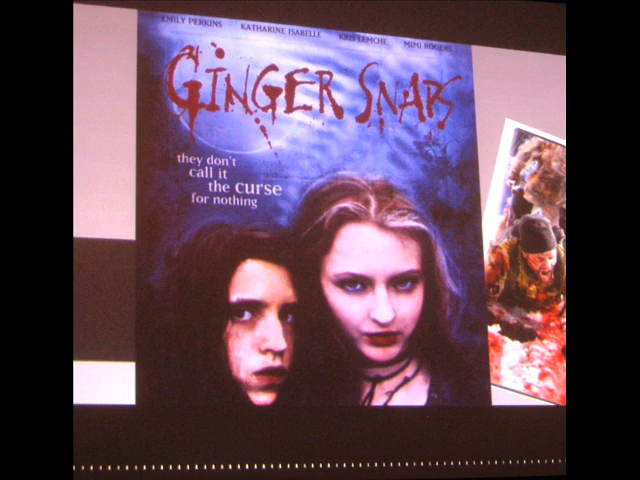 EMILY PERKINS KATHARINE ISABELLE KRIS LEMCHE MIMI ROGERS
GINGER SNAPS
they don't
call it
the curse
for nothing